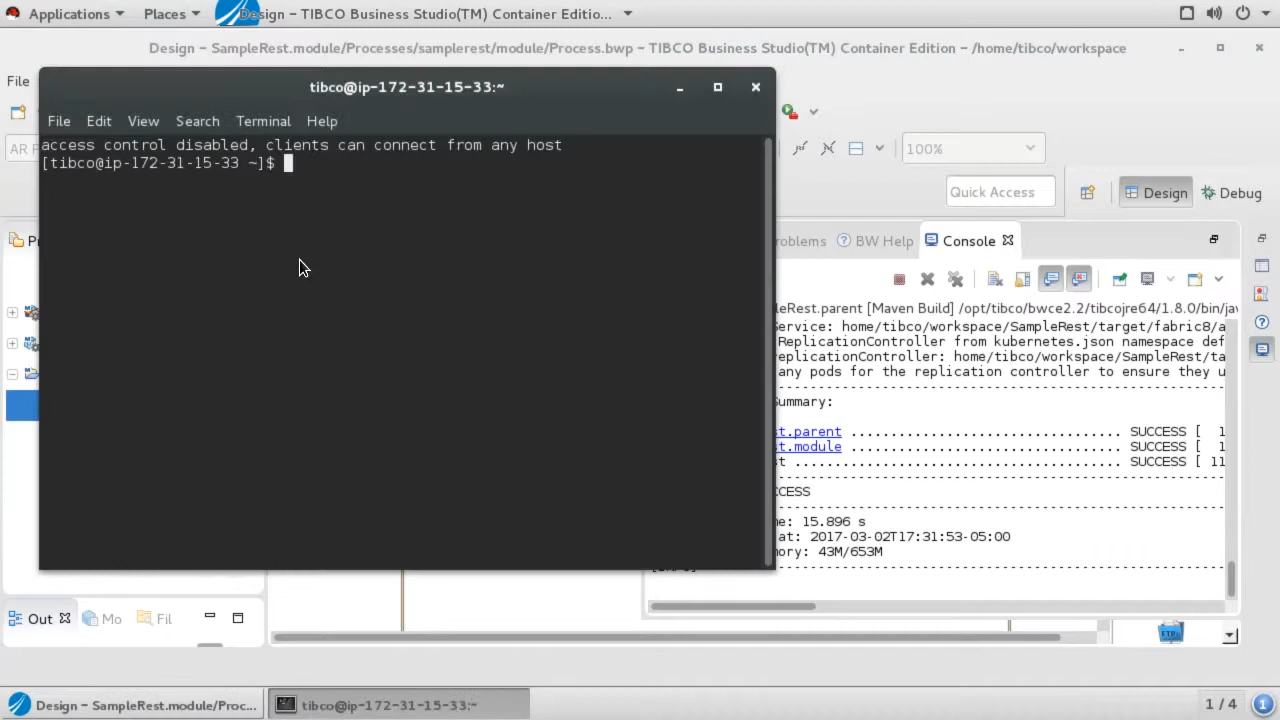 Applications
Places
Design – TIBCO Business Studio(TM) Container Editio...
Design – SampleRest.module/Processes/samplerest/module/Process.bwp – TIBCO Business Studio(TM) Container Edition – /home/tibco/workspace
File
tibco@ip-172-31-15-33:~
File Edit View Search Terminal Help
access control disabled, clients can connect from any host
[tibco@ip-172-31-15-33 ~]$
100%
Quick Access
Design
Debug
roblems
BW Help
Console
leRest.parent [Maven Build] /opt/tibco/bwce2.2/tibcojre64/1.8.0/bin/jav
Service: home/tibco/workspace/SampleRest/target/fabric8/a
ReplicationController from kubernetes.json namespace def
replicationController: home/tibco/workspace/SampleRest/ta
any pods for the replication controller to ensure they u
Summary:
t.parent ................................ SUCCESS [ 1
t.module ................................ SUCCESS [ 1
t ....................................... SUCCESS [ 11
CCESS
me: 15.896 s
at: 2017-03-02T17:31:53-05:00
mory: 43M/653M
Out
Mo
Fil
FTP
Design – SampleRest.module/Proc...
tibco@ip-172-31-15-33:~
1 / 4
1